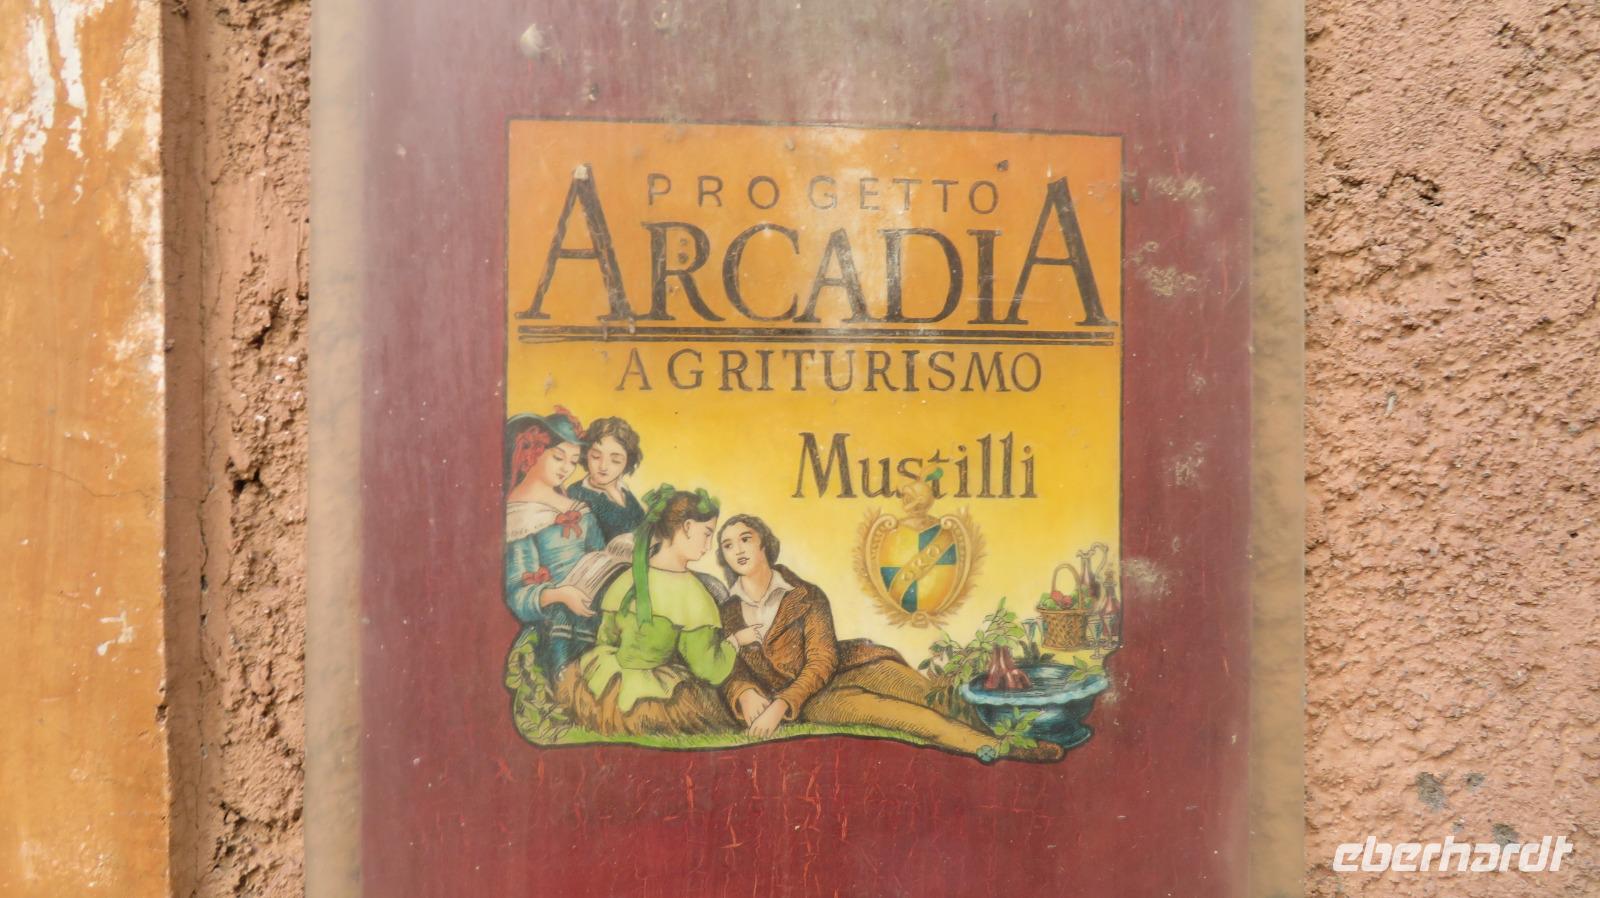 PROGETTO
ARCADIA
AGRITURISMO
Mustilli
eberhardt